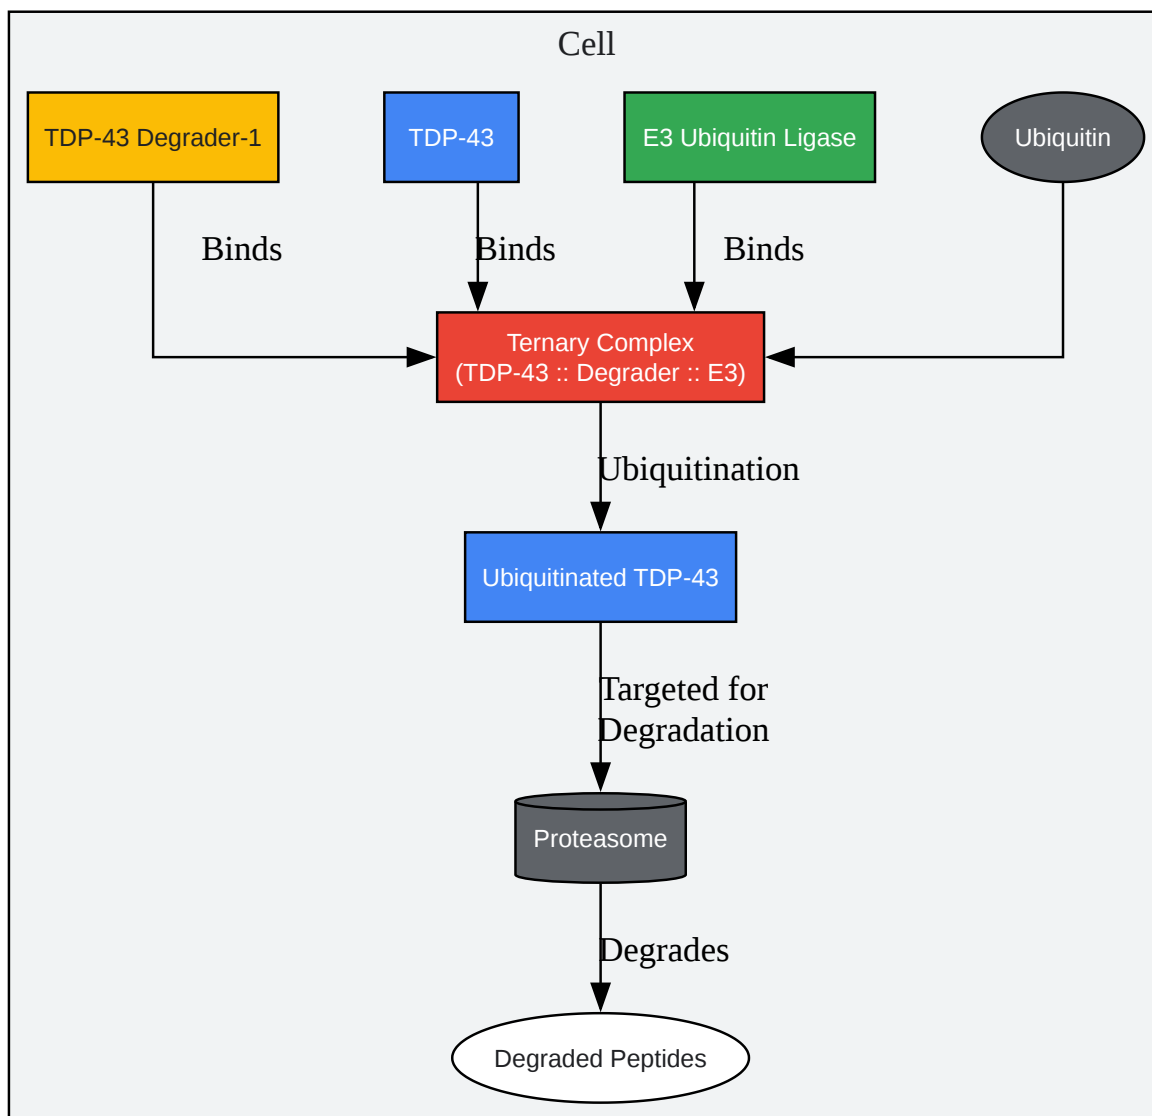 Cell
TDP-43 Degrader-1
TDP-43
E3 Ubiquitin Ligase
Ubiquitin
Binds
Binds
Binds
Ternary Complex
(TDP-43 :: Degrader :: E3)
Ubiquitination
Ubiquitinated TDP-43
Targeted for
Degradation
Proteasome
Degrades
Degraded Peptides